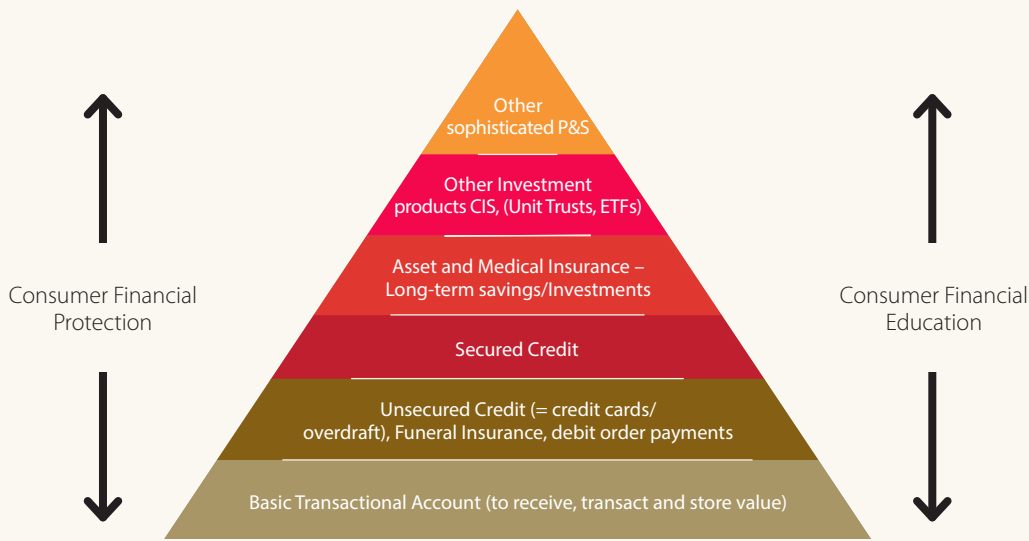 Other
sophisticated P&S
Other Investment
products CIS, (Unit Trusts, ETFs)
Asset and Medical Insurance –
Long-term savings/Investments
Consumer Financial
Protection
Consumer Financial
Education
Secured Credit
Unsecured Credit (= credit cards/
overdraft), Funeral Insurance, debit order payments
Basic Transactional Account (to receive, transact and store value)